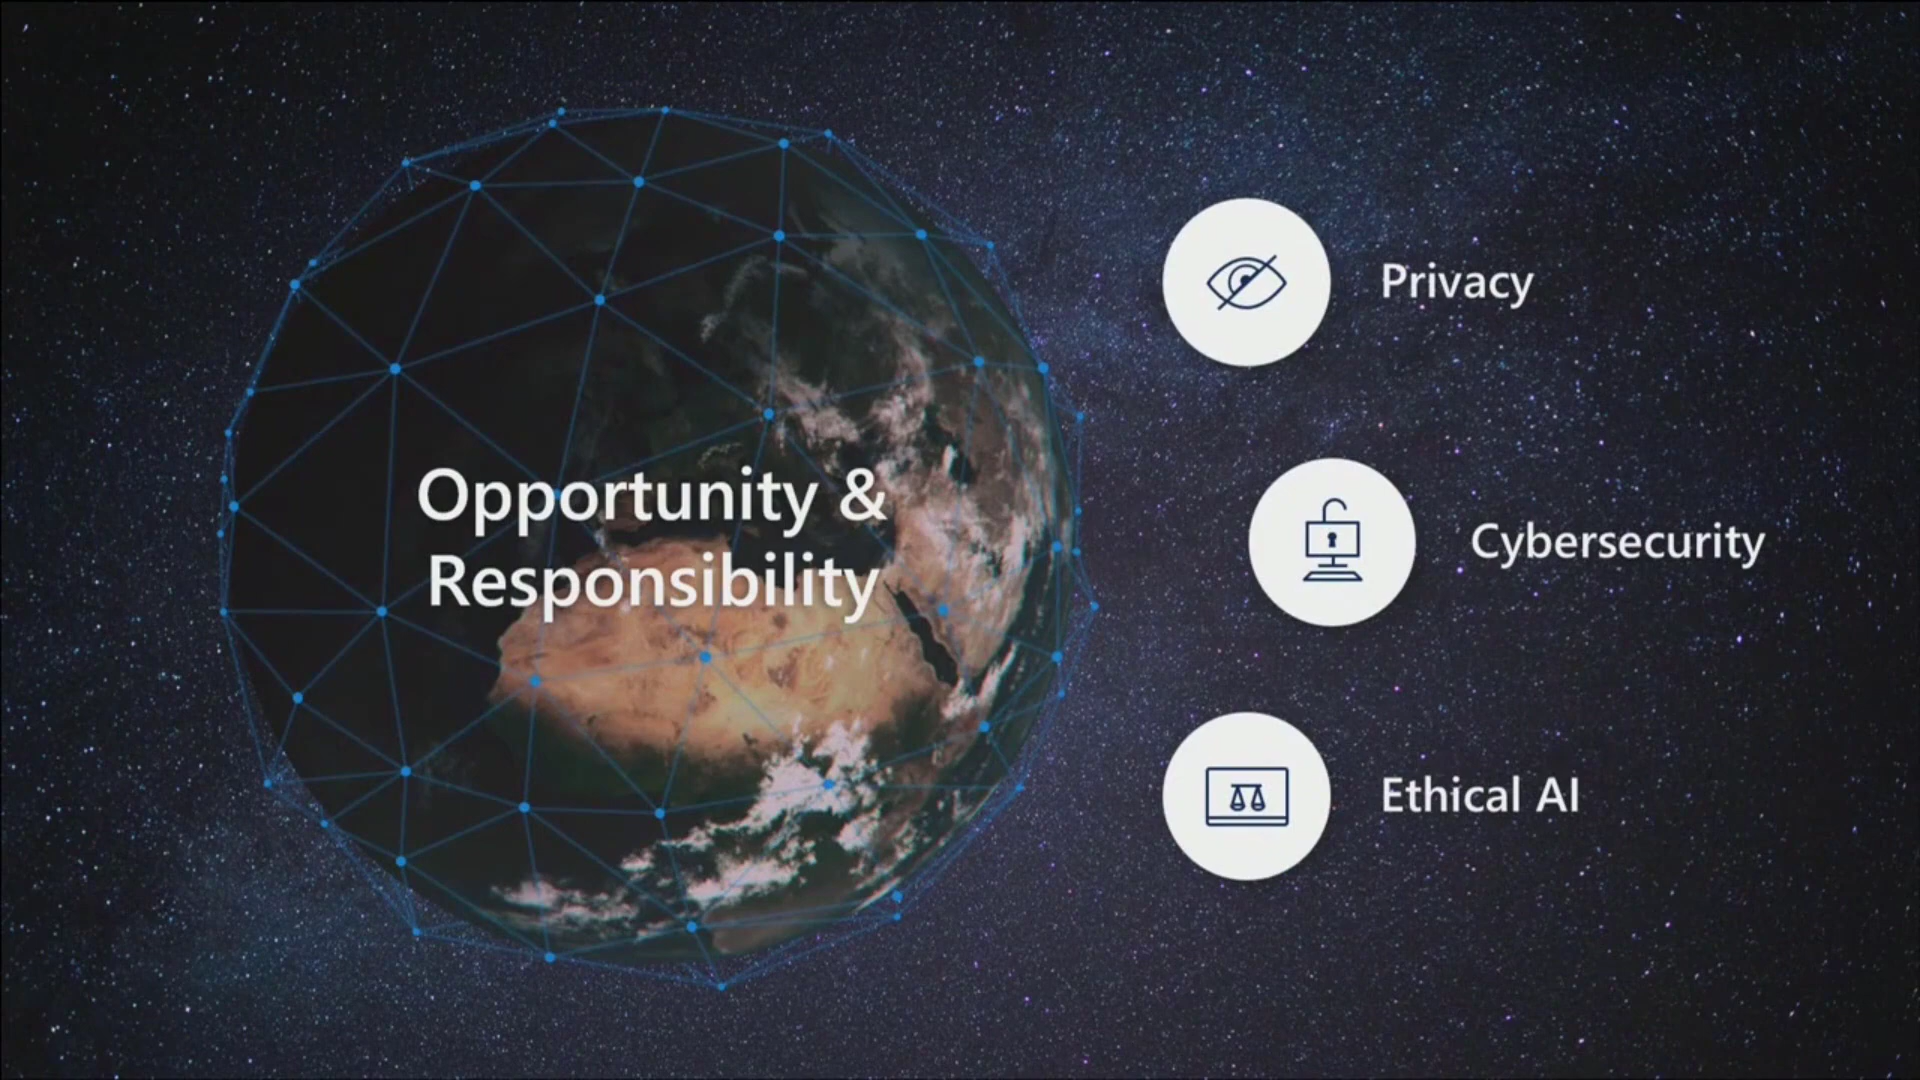 Opportunity &
Responsibility
Privacy
Cybersecurity
Ethical AI